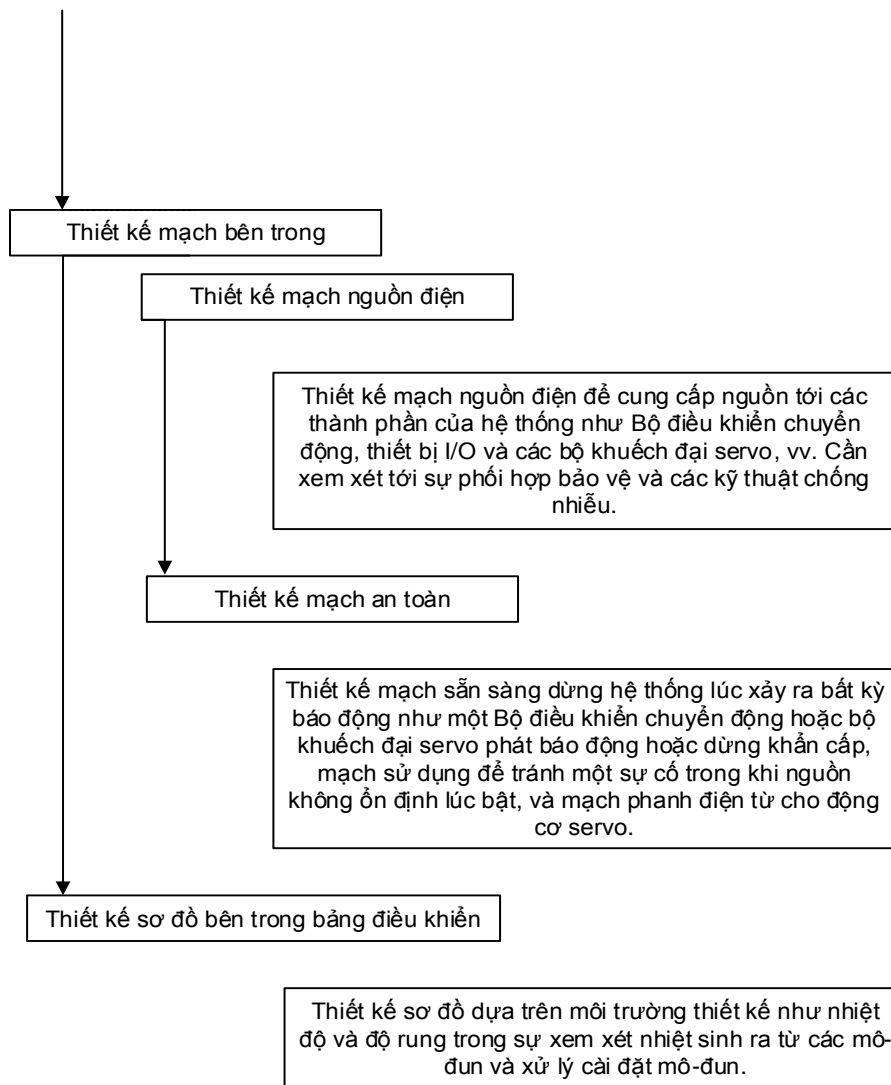 Thiết kế mạch bên trong
Thiết kế mạch nguồn điện
Thiết kế mạch nguồn điện để cung cấp nguồn tới các
thành phần của hệ thống như Bộ điều khiển chuyển
động, thiết bị I/O và các bộ khuếch đại servo, vv. Cần
xem xét tới sự phối hợp bảo vệ và các kỹ thuật chống
nhiễu.
Thiết kế mạch an toàn
Thiết kế mạch sẵn sàng dừng hệ thống lúc xảy ra bất kỳ
báo động như một Bộ điều khiển chuyển động hoặc bộ
khuếch đại servo phát báo động hoặc dừng khẩn cấp,
mạch sử dụng để tránh một sự cố trong khi nguồn
không ổn định lúc bật, và mạch phanh điện từ cho động
cơ servo.
Thiết kế sơ đồ bên trong bảng điều khiển
Thiết kế sơ đồ dựa trên môi trường thiết kế như nhiệt
độ và độ rung trong sự xem xét nhiệt sinh ra từ các mô-
đun và xử lý cài đặt mô-đun.